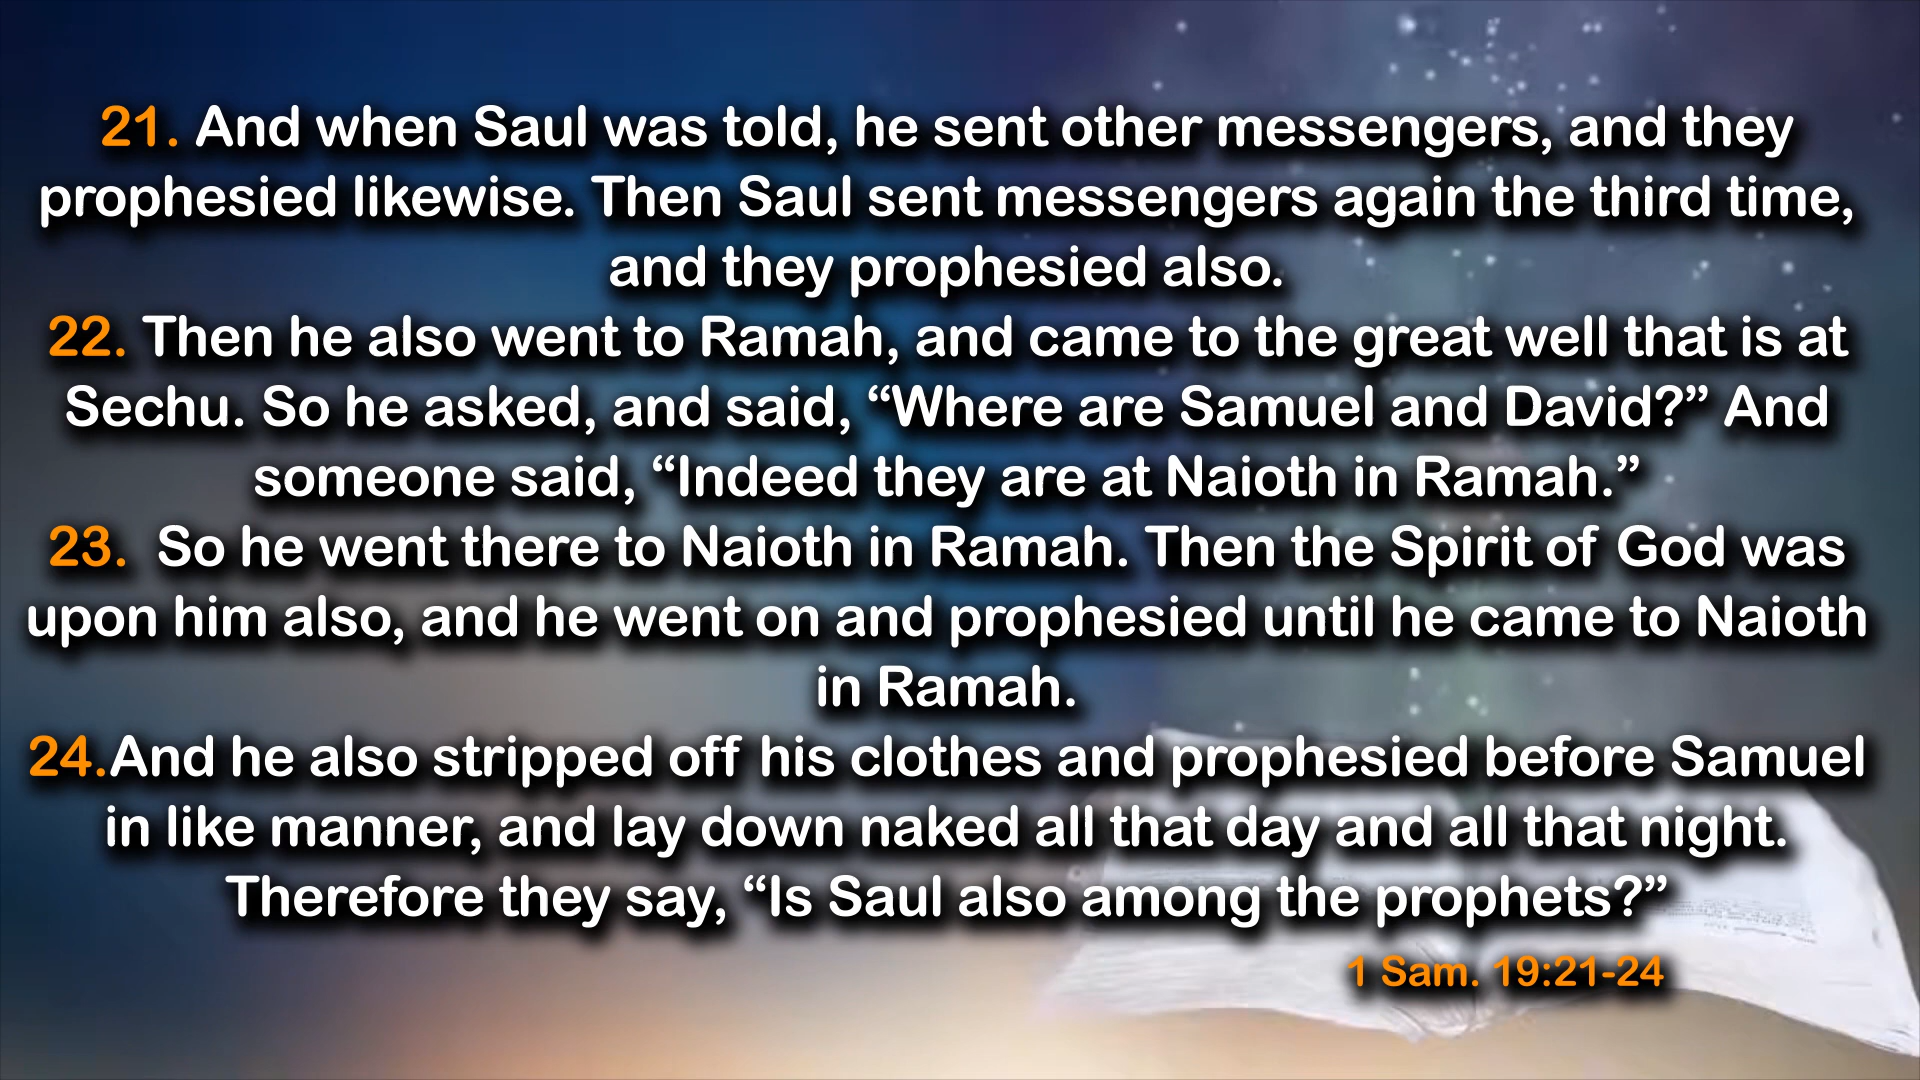 21. And when Saul was told, he sent other messengers, and they
prophesied likewise. Then Saul sent messengers again the third time,
and they prophesied also.
22. Then he also went to Ramah, and came to the great well that is at
Sechu. So he asked, and said, “Where are Samuel and David?” And
someone said, “Indeed they are at Naioth in Ramah.”
23. So he went there to Naioth in Ramah. Then the Spirit of God was
upon him also, and he went on and prophesied until he came to Naioth
in Ramah.
24.And he also stripped off his clothes and prophesied before Samuel
in like manner, and lay down naked all that day and all that night.
Therefore they say, “Is Saul also among the prophets?”
1 Sam. 19:21-24